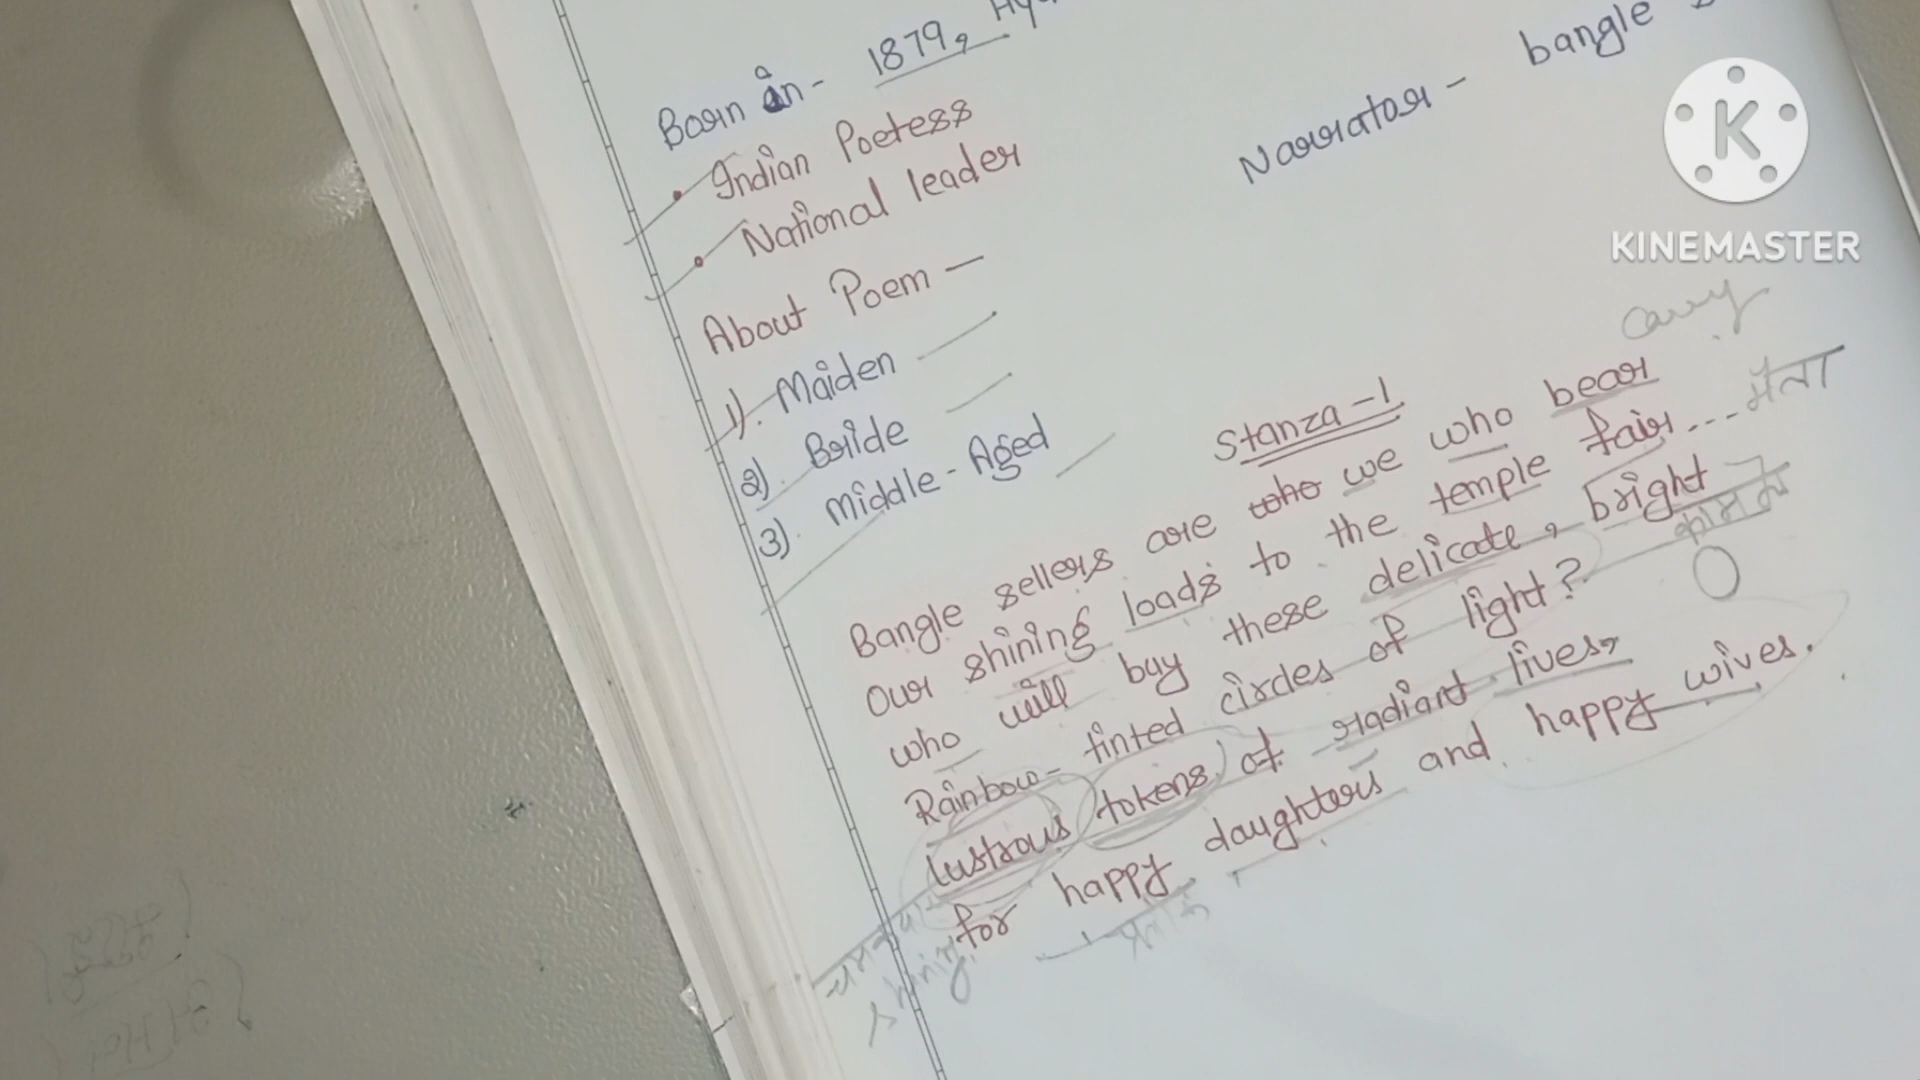 Born in- 1879,
• Indian Poetess
• National leader
Narrator - bangle
KINEMASTER
About Poem -
1). Maiden
2). Bride
3). Middle-Aged
carry
Stanza-1
Bangle sellers are who we who bear
Our shining loads to the temple fair... मेला
who will buy these delicate, bright
Rainbow-tinted circles of light?
lustrous tokens of radiant lives,
for happy daughters and happy wives.
shining